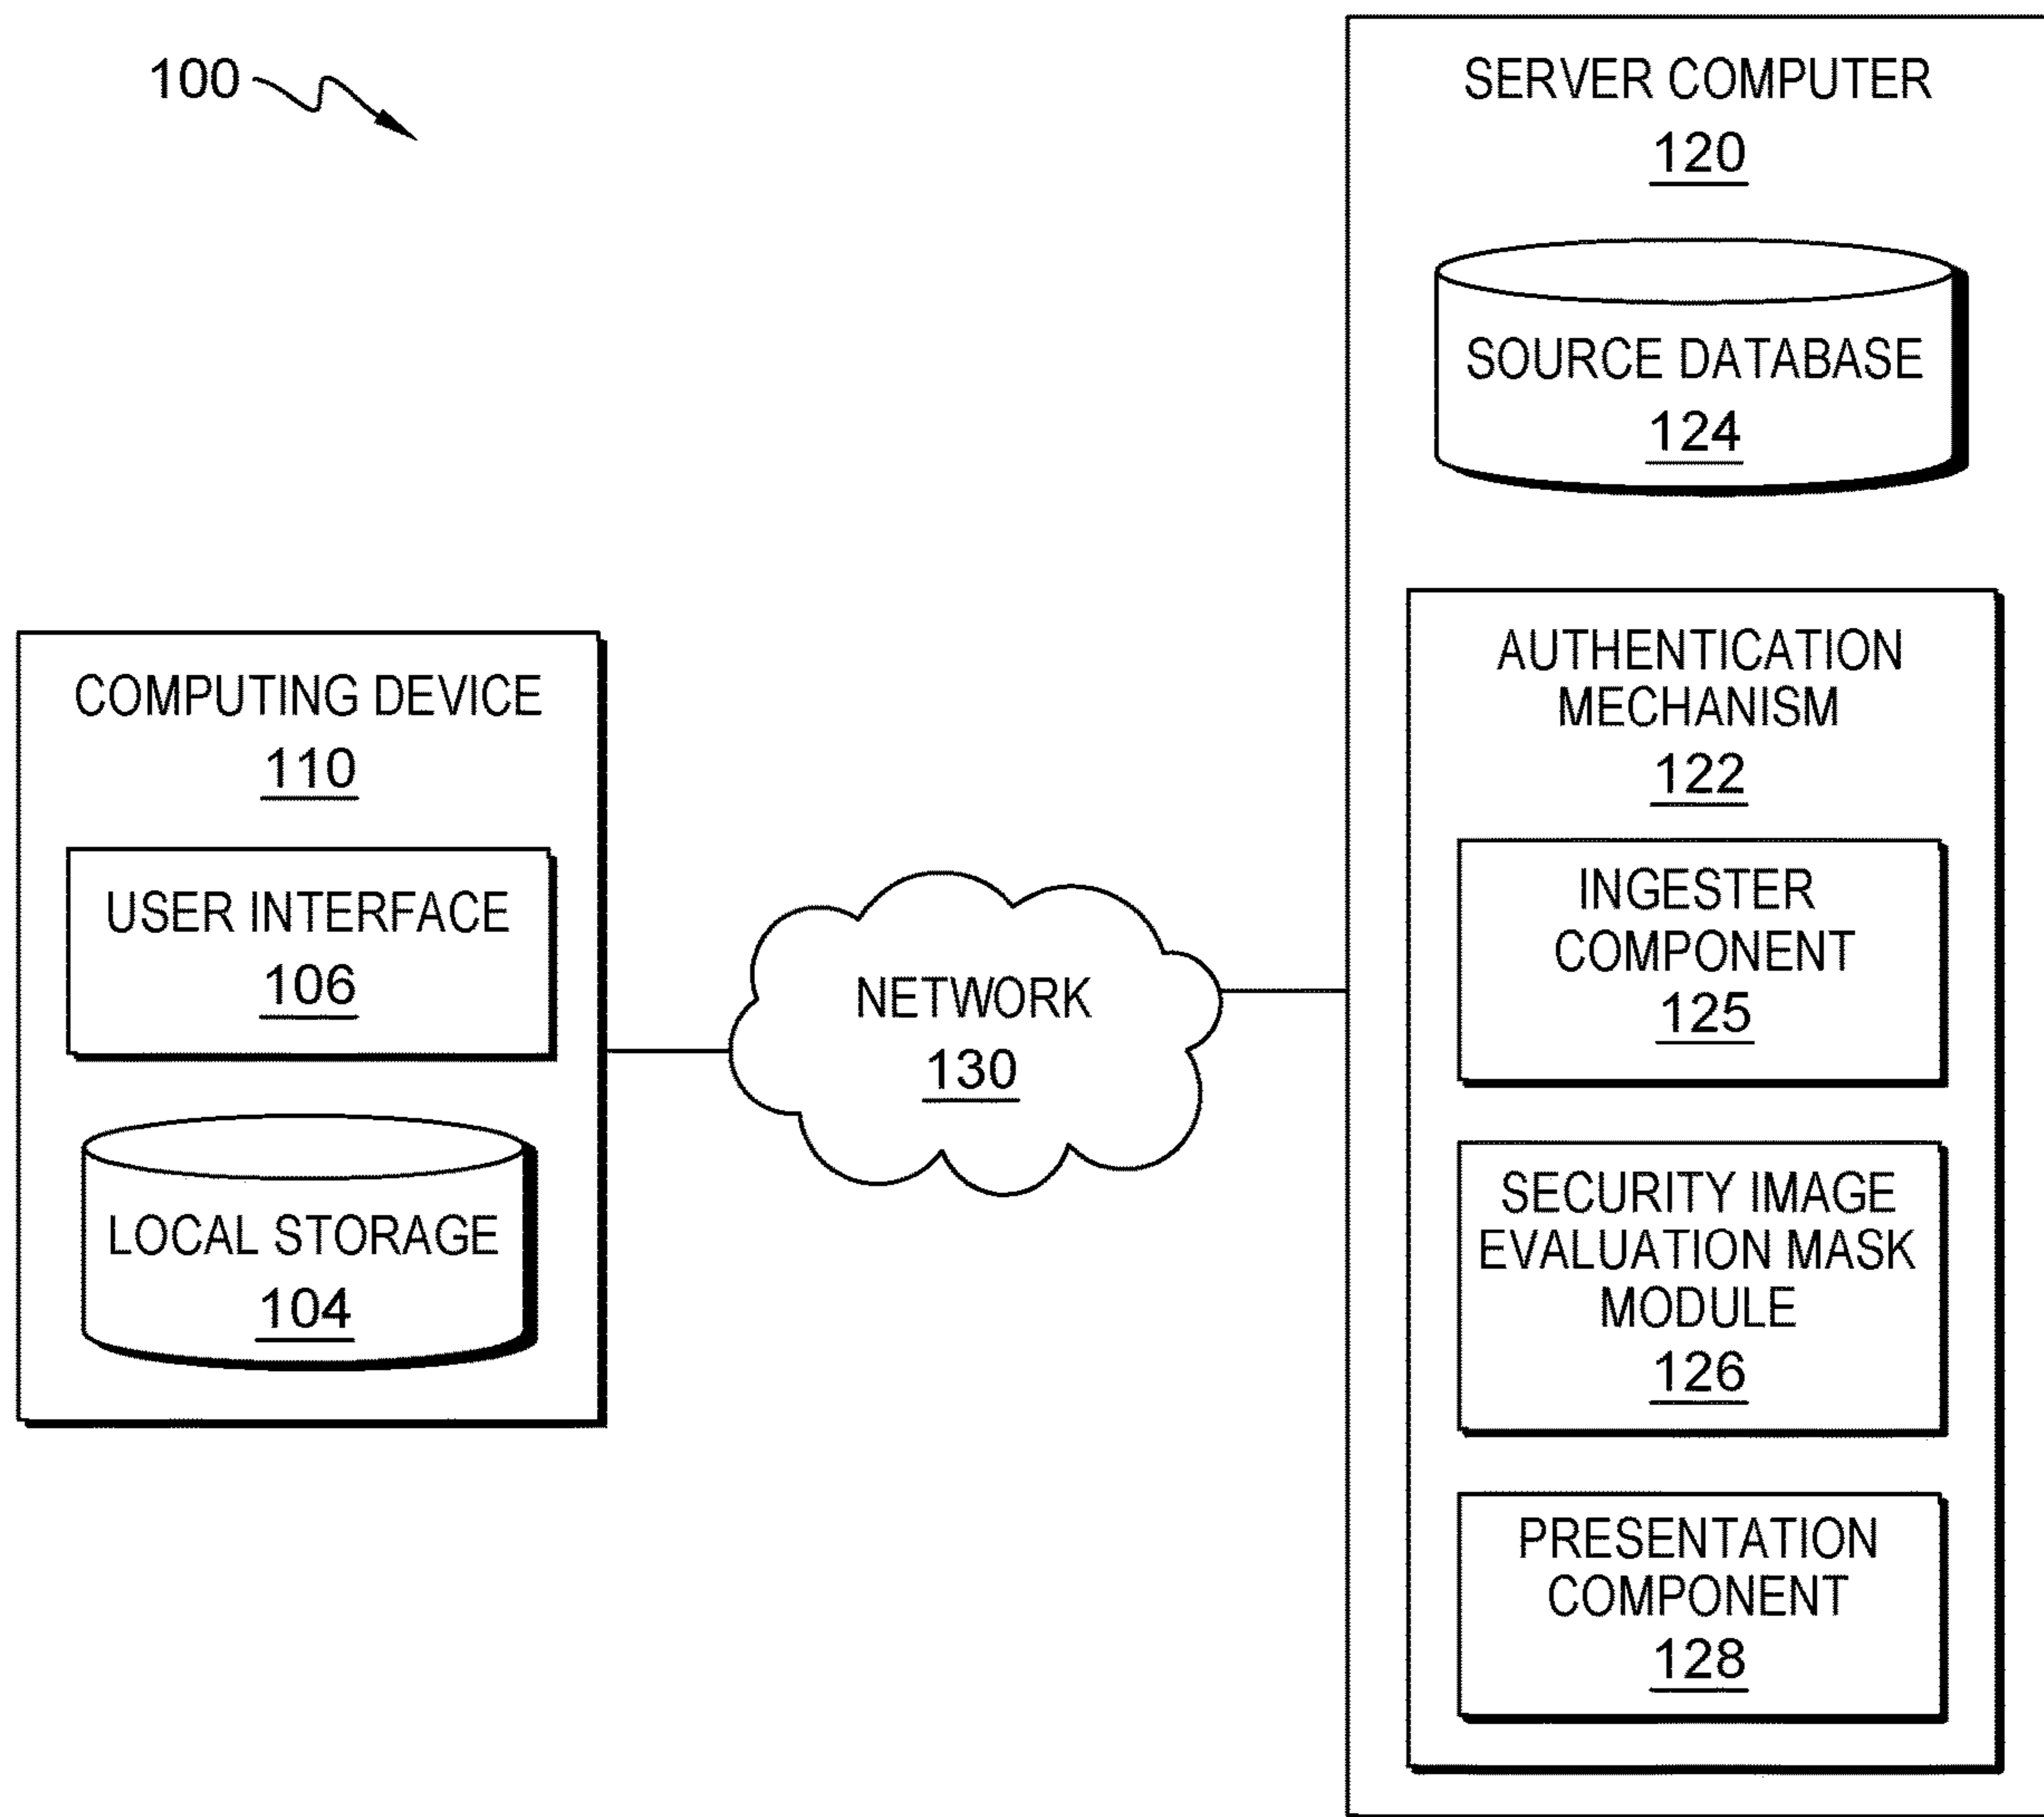 100
SERVER COMPUTER
120
SOURCE DATABASE
124
AUTHENTICATION
MECHANISM
122
INGESTER
COMPONENT
125
SECURITY IMAGE
EVALUATION MASK
MODULE
126
PRESENTATION
COMPONENT
128
COMPUTING DEVICE
110
USER INTERFACE
106
LOCAL STORAGE
104
NETWORK
130